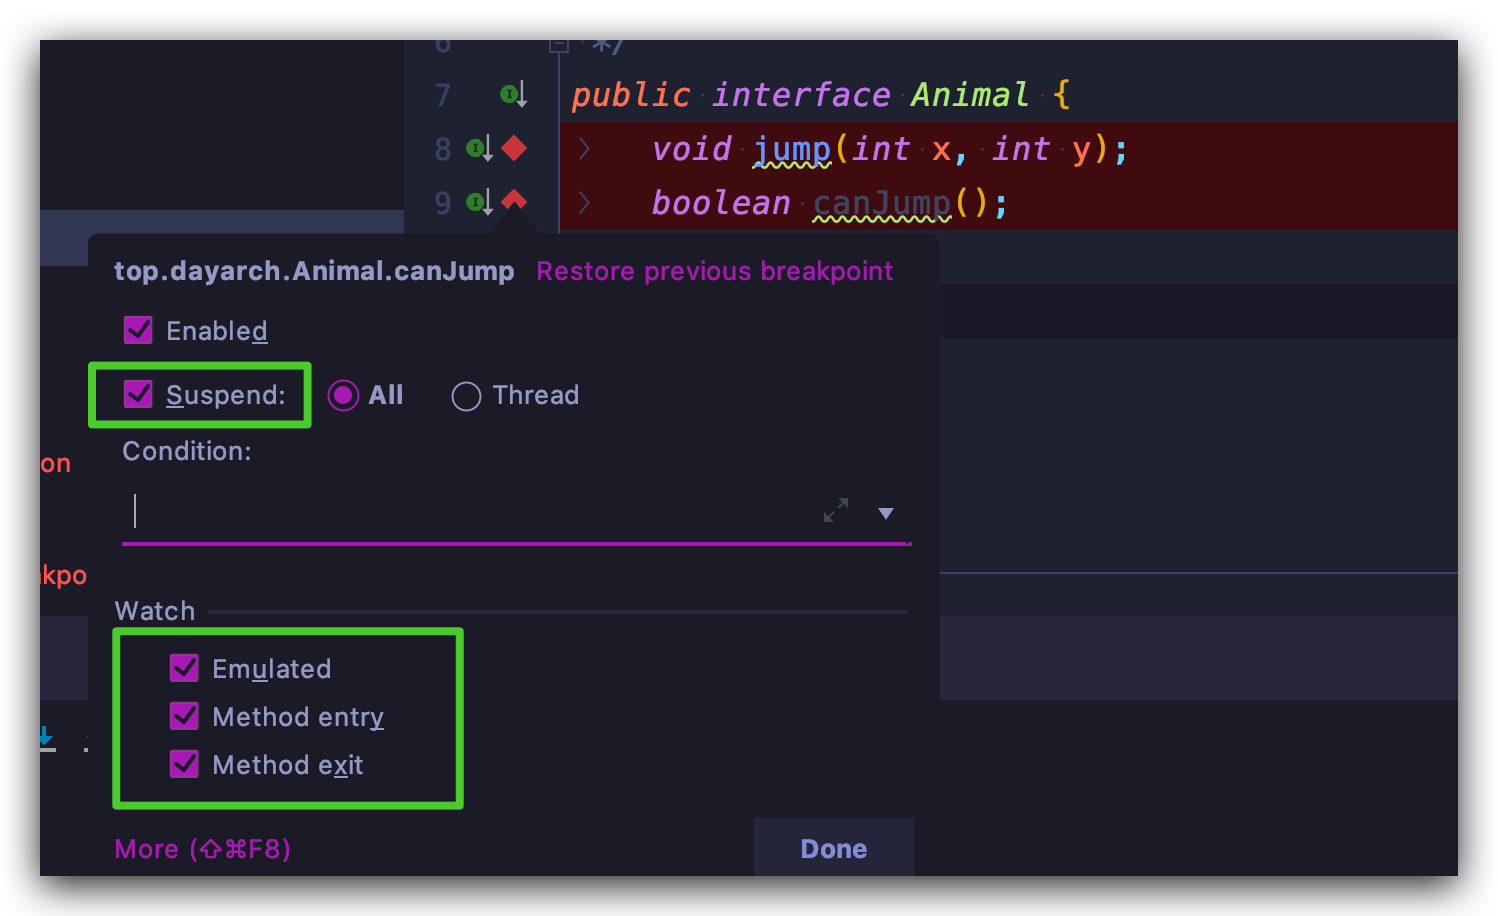 6 */
7 public interface Animal {
8 void jump(int x, int y);
9 boolean canJump();
top.dayarch.Animal.canJump Restore previous breakpoint
Enabled
Suspend: All Thread
Condition:
on
kpo
Watch
Emulated
Method entry
Method exit
More (⇧⌘F8) Done